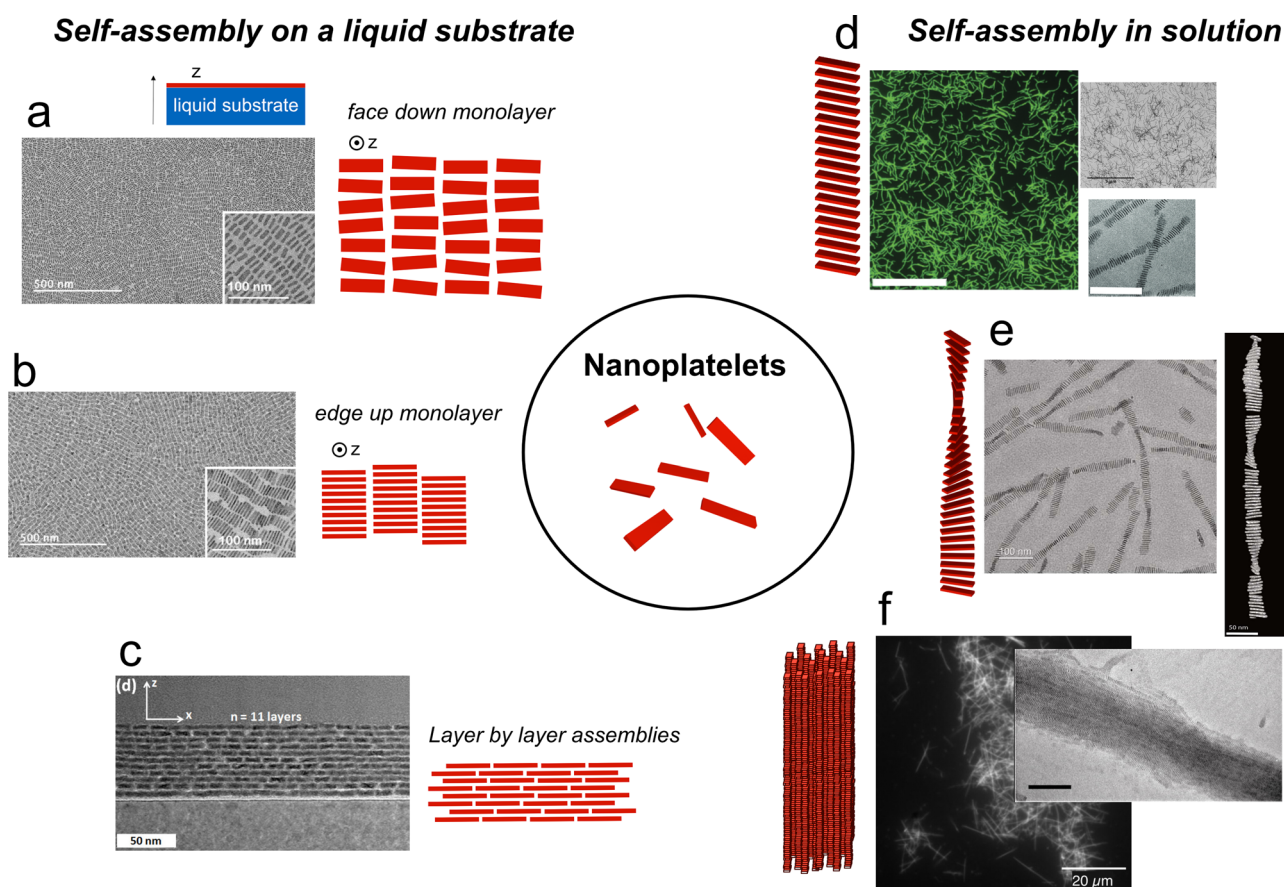 Self-assembly on a liquid substrate
Self-assembly in solution
z
liquid substrate
a
face down monolayer
z
500 nm
100 nm
b
edge up monolayer
z
500 nm
100 nm
c
(d)
z
x
n = 11 layers
50 nm
Layer by layer assemblies
Nanoplatelets
d
e
100 nm
50 nm
f
20 µm